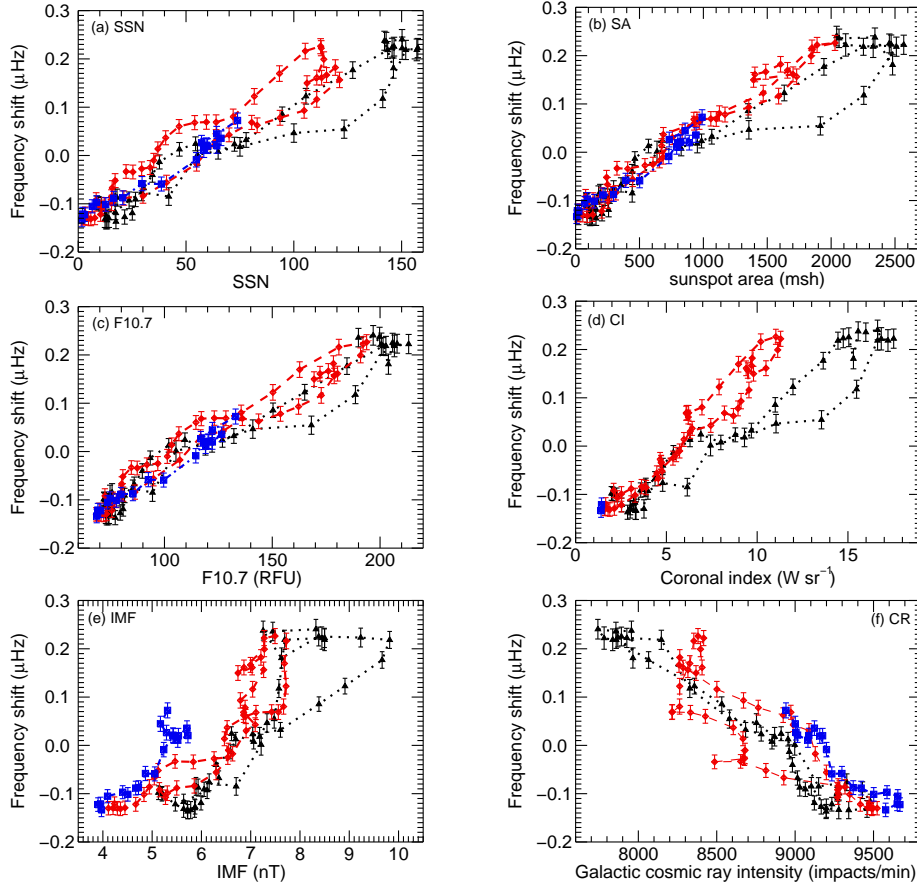 (a) SSN
Frequency shift (μHz)
0.3
0.2
0.1
0.0
−0.1
−0.2
0 50 100 150
SSN
(b) SA
Frequency shift (μHz)
0.3
0.2
0.1
0.0
−0.1
−0.2
0 500 1000 1500 2000 2500
sunspot area (msh)
(c) F10.7
Frequency shift (μHz)
0.3
0.2
0.1
0.0
−0.1
−0.2
100 150 200
F10.7 (RFU)
(d) CI
Frequency shift (μHz)
0.3
0.2
0.1
0.0
−0.1
−0.2
0 5 10 15
Coronal index (W sr⁻¹)
(e) IMF
Frequency shift (μHz)
0.3
0.2
0.1
0.0
−0.1
−0.2
4 5 6 7 8 9 10
IMF (nT)
(f) CR
Frequency shift (μHz)
0.3
0.2
0.1
0.0
−0.1
−0.2
8000 8500 9000 9500
Galactic cosmic ray intensity (impacts/min)